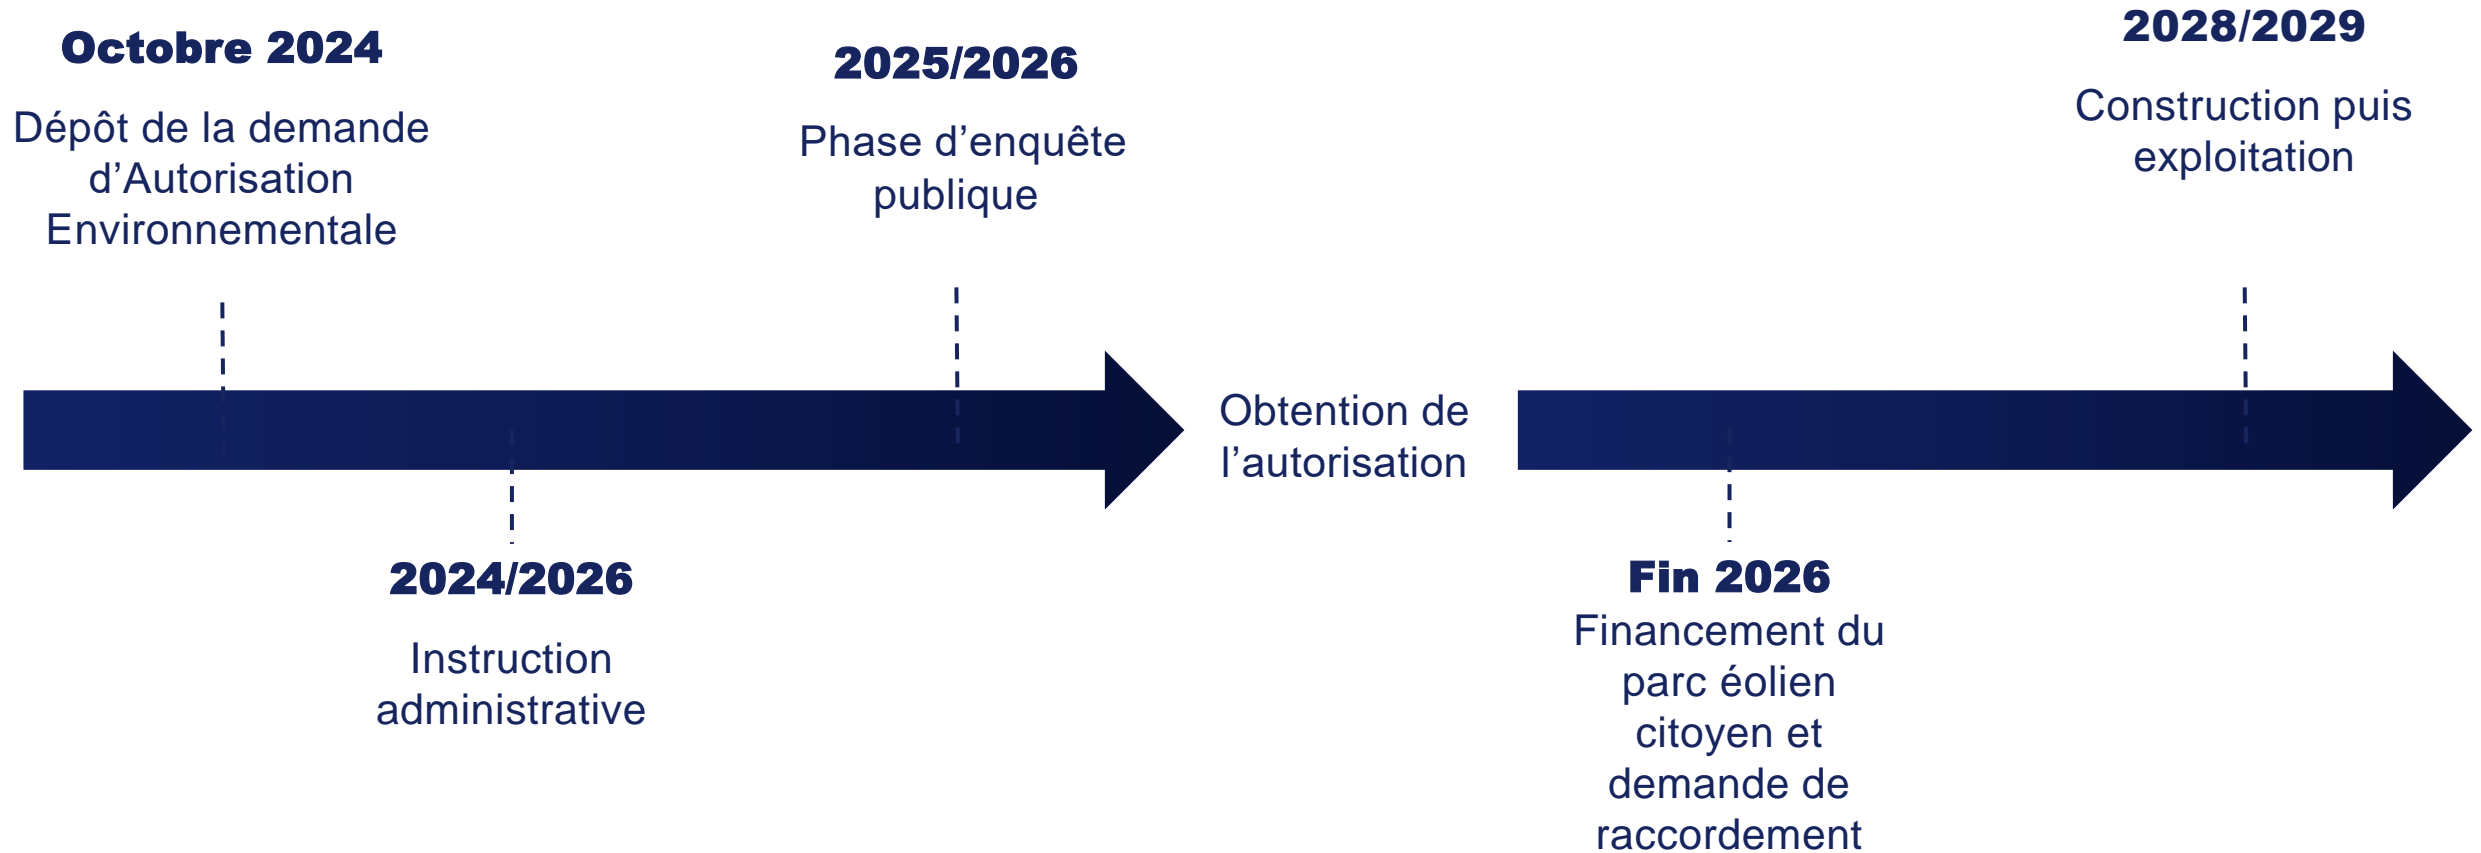 Octobre 2024
Dépôt de la demande
d’Autorisation
Environnementale
2024/2026
Instruction
administrative
2025/2026
Phase d’enquête
publique
Obtention de
l’autorisation
Fin 2026
Financement du
parc éolien
citoyen et
demande de
raccordement
2028/2029
Construction puis
exploitation